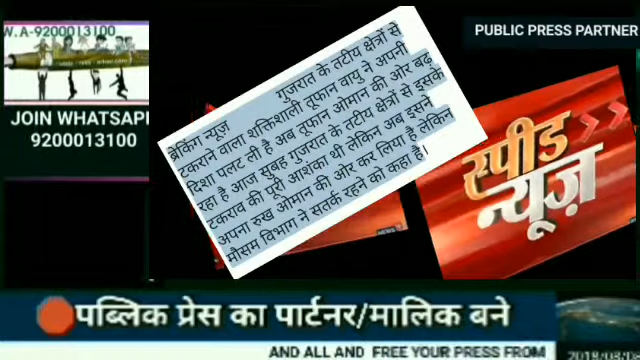 W.A-9200013100
PUBLIC PRESS PARTNER
JOIN WHATSAPP
9200013100
ब्रेकिंग न्यूज़ गुजरात के तटीय क्षेत्रों से
टकराने वाला शक्तिशाली तूफान वायु ने अपनी
दिशा पलट ली है अब तूफान ओमान की ओर बढ़
रहा है आज सुबह गुजरात के तटीय क्षेत्रों से इसके
टकराव की पूरी आशंका थी लेकिन अब इसने
अपना रुख ओमान की ओर कर लिया है लेकिन
मौसम विभाग ने सतर्क रहने को कहा है।
स्पीड
न्यूज़
पब्लिक प्रेस का पार्टनर/मालिक बने
AND ALL AND FREE YOUR PRESS FROM